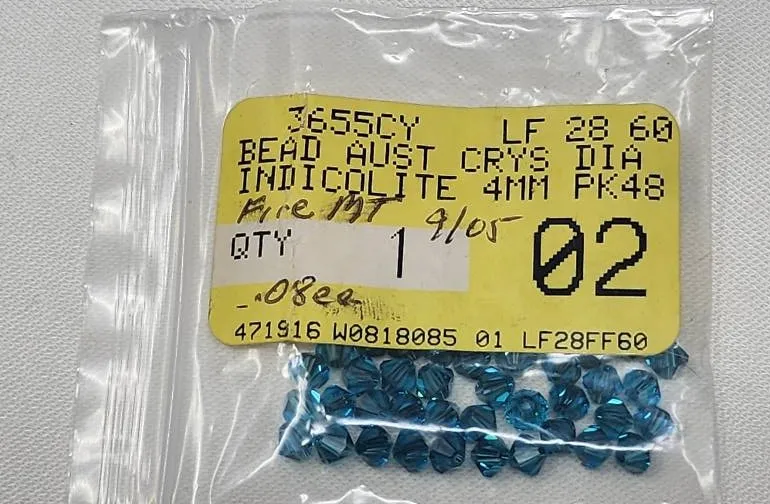 3655CY LF 28 60
BEAD AUST CRYS DIA
INDICOLITE 4MM PK48
Fire MT 9/05
QTY 1 02
.08ea
471916 W0818085 01 LF28FF60